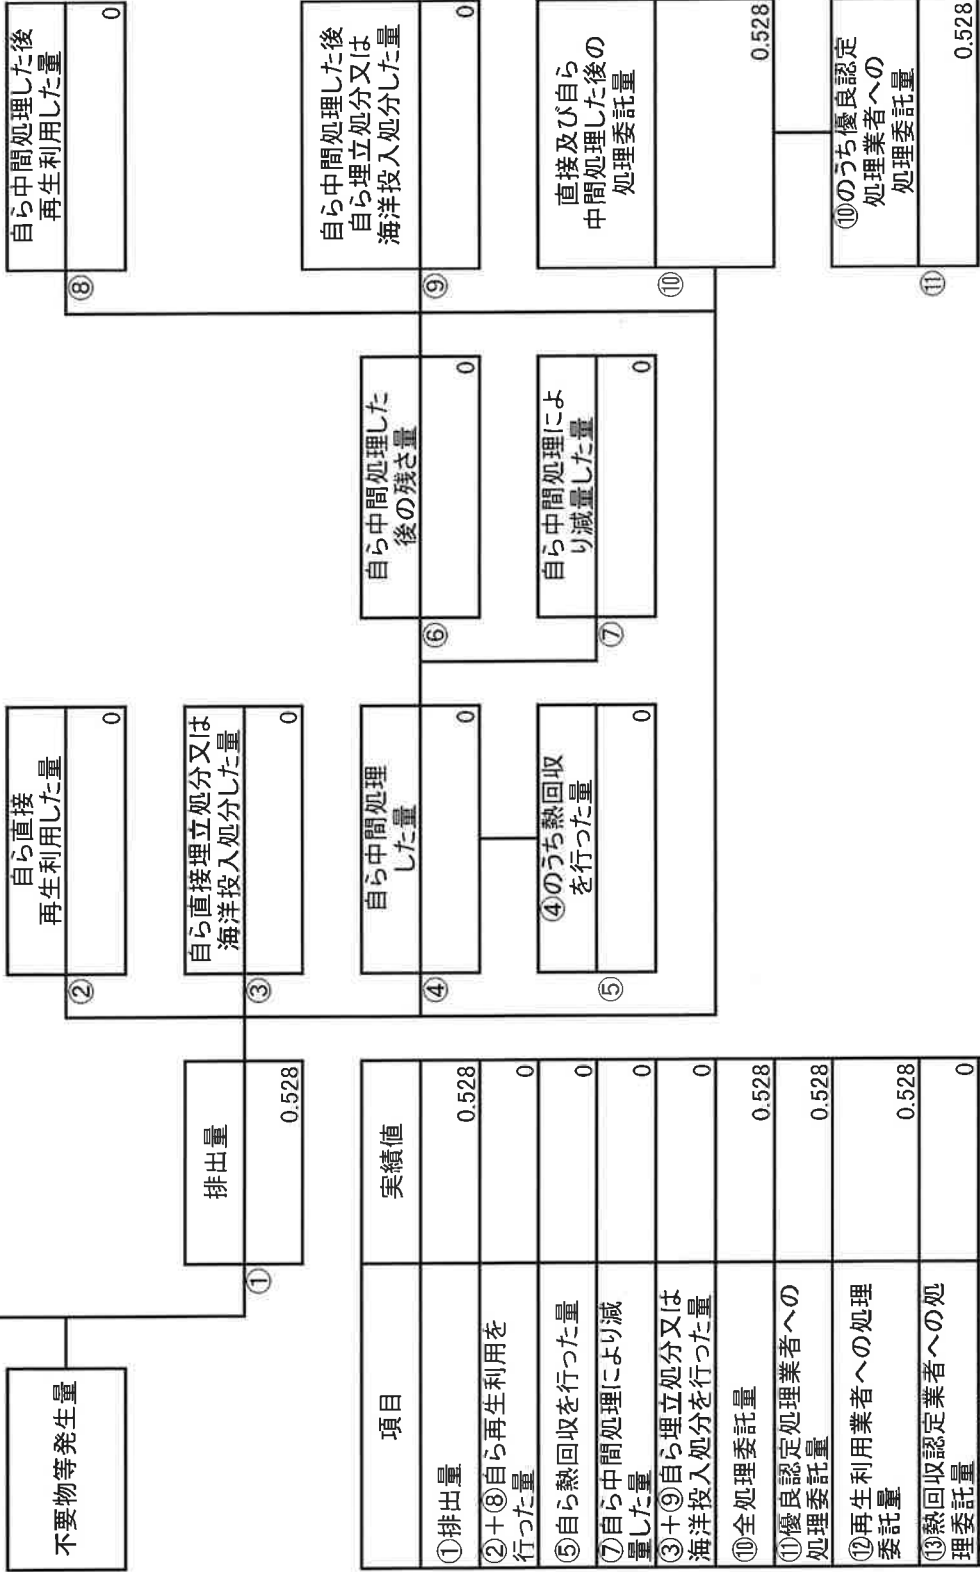 不要物等発生量
①
排出量
0.528
②
自ら直接
再生利用した量
0
③
自ら直接埋立処分又は
海洋投入処分した量
0
④
自ら中間処理
した量
0
⑤
④のうち熱回収
を行った量
0
⑥
自ら中間処理した
後の残さ量
0
⑦
自ら中間処理によ
り減量した量
0
⑧
自ら中間処理した後
再生利用した量
0
⑨
自ら中間処理した後
自ら埋立処分又は
海洋投入処分した量
0
⑩
直接及び自ら
中間処理した後の
処理委託量
0.528
⑪
⑩のうち優良認定
処理業者への
処理委託量
0.528
項目 実績値
①排出量 0.528
②+⑧自ら再生利用を
行った量 0
⑤自ら熱回収を行った量 0
⑦自ら中間処理により減
量した量 0
③+⑨自ら埋立処分又は
海洋投入処分を行った量 0
⑩全処理委託量 0.528
⑪優良認定処理業者への
処理委託量 0.528
⑫再生利用業者への処理
委託量 0.528
⑬熱回収認定業者への処
理委託量 0